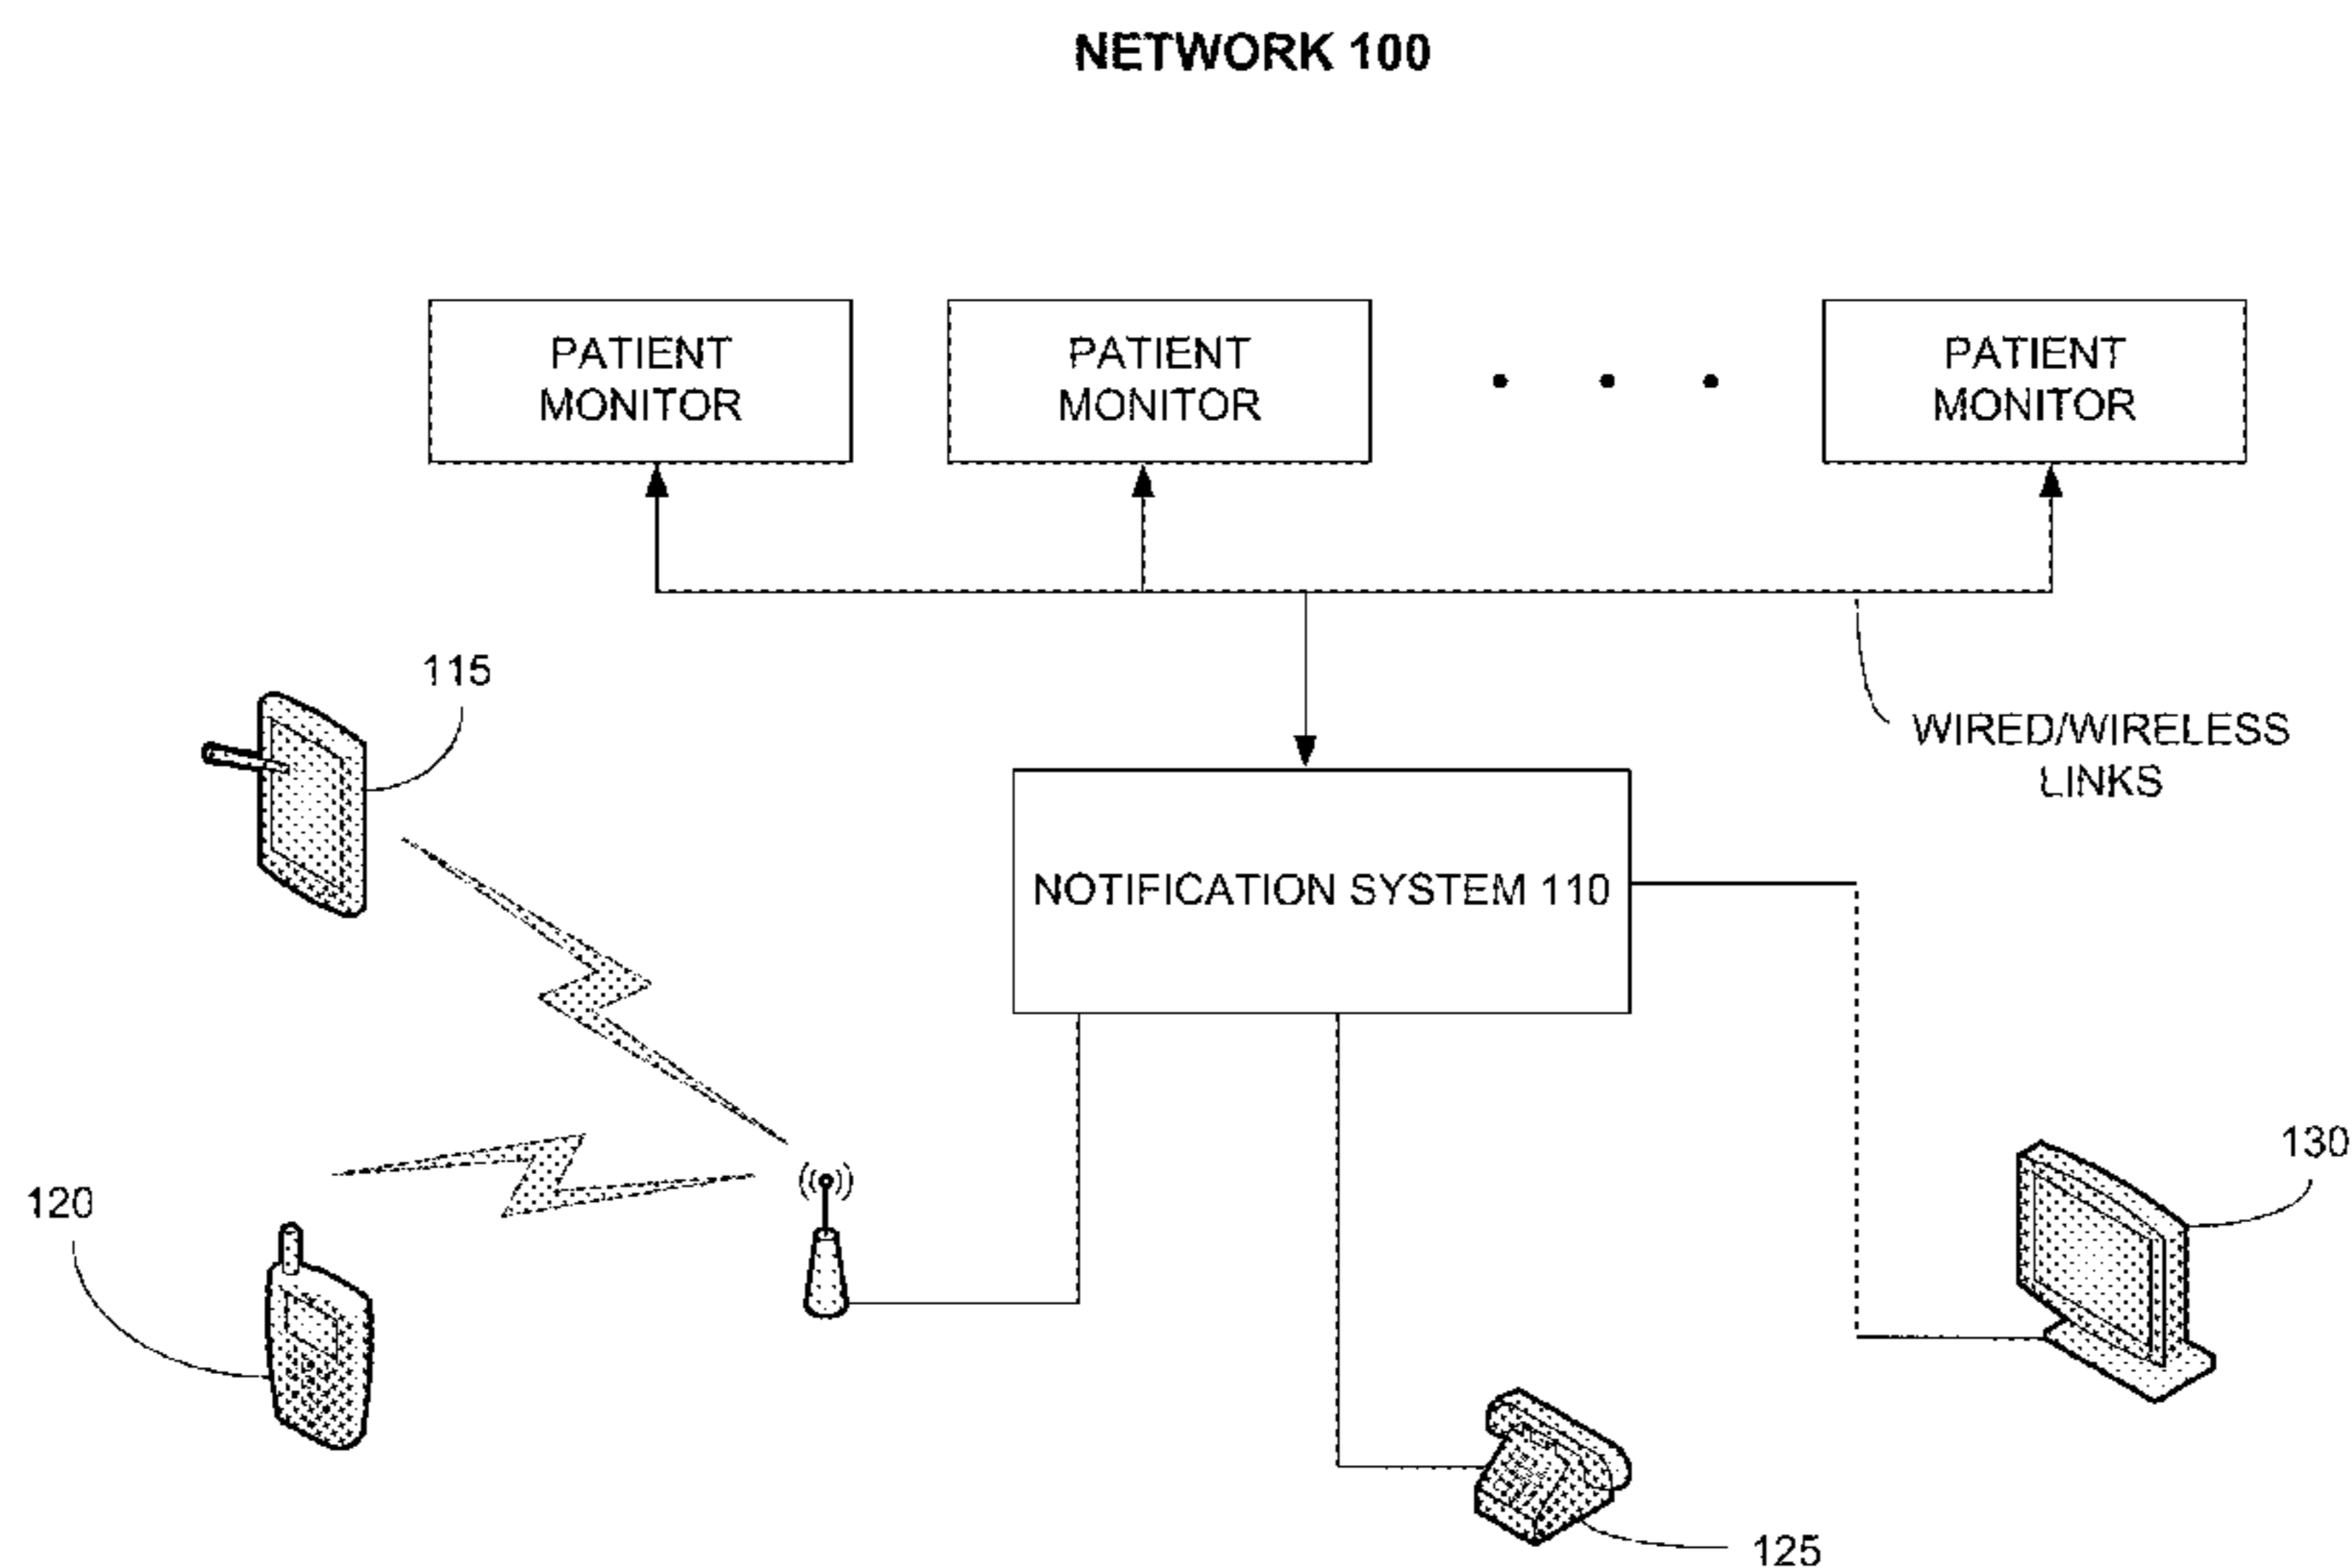 NETWORK 100
PATIENT
MONITOR
PATIENT
MONITOR
PATIENT
MONITOR
115
WIRED/WIRELESS
LINKS
NOTIFICATION SYSTEM 110
130
120
125